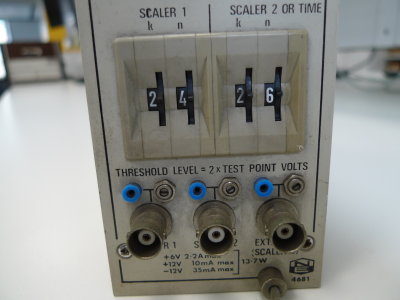 SCALER 1 SCALER 2 OR TIME
k n k n
2 4 2 6
THRESHOLD LEVEL = 2 x TEST POINT VOLTS
+6V 2·2A max 13·7W
+12V 10mA max
-12V 35mA max
4681